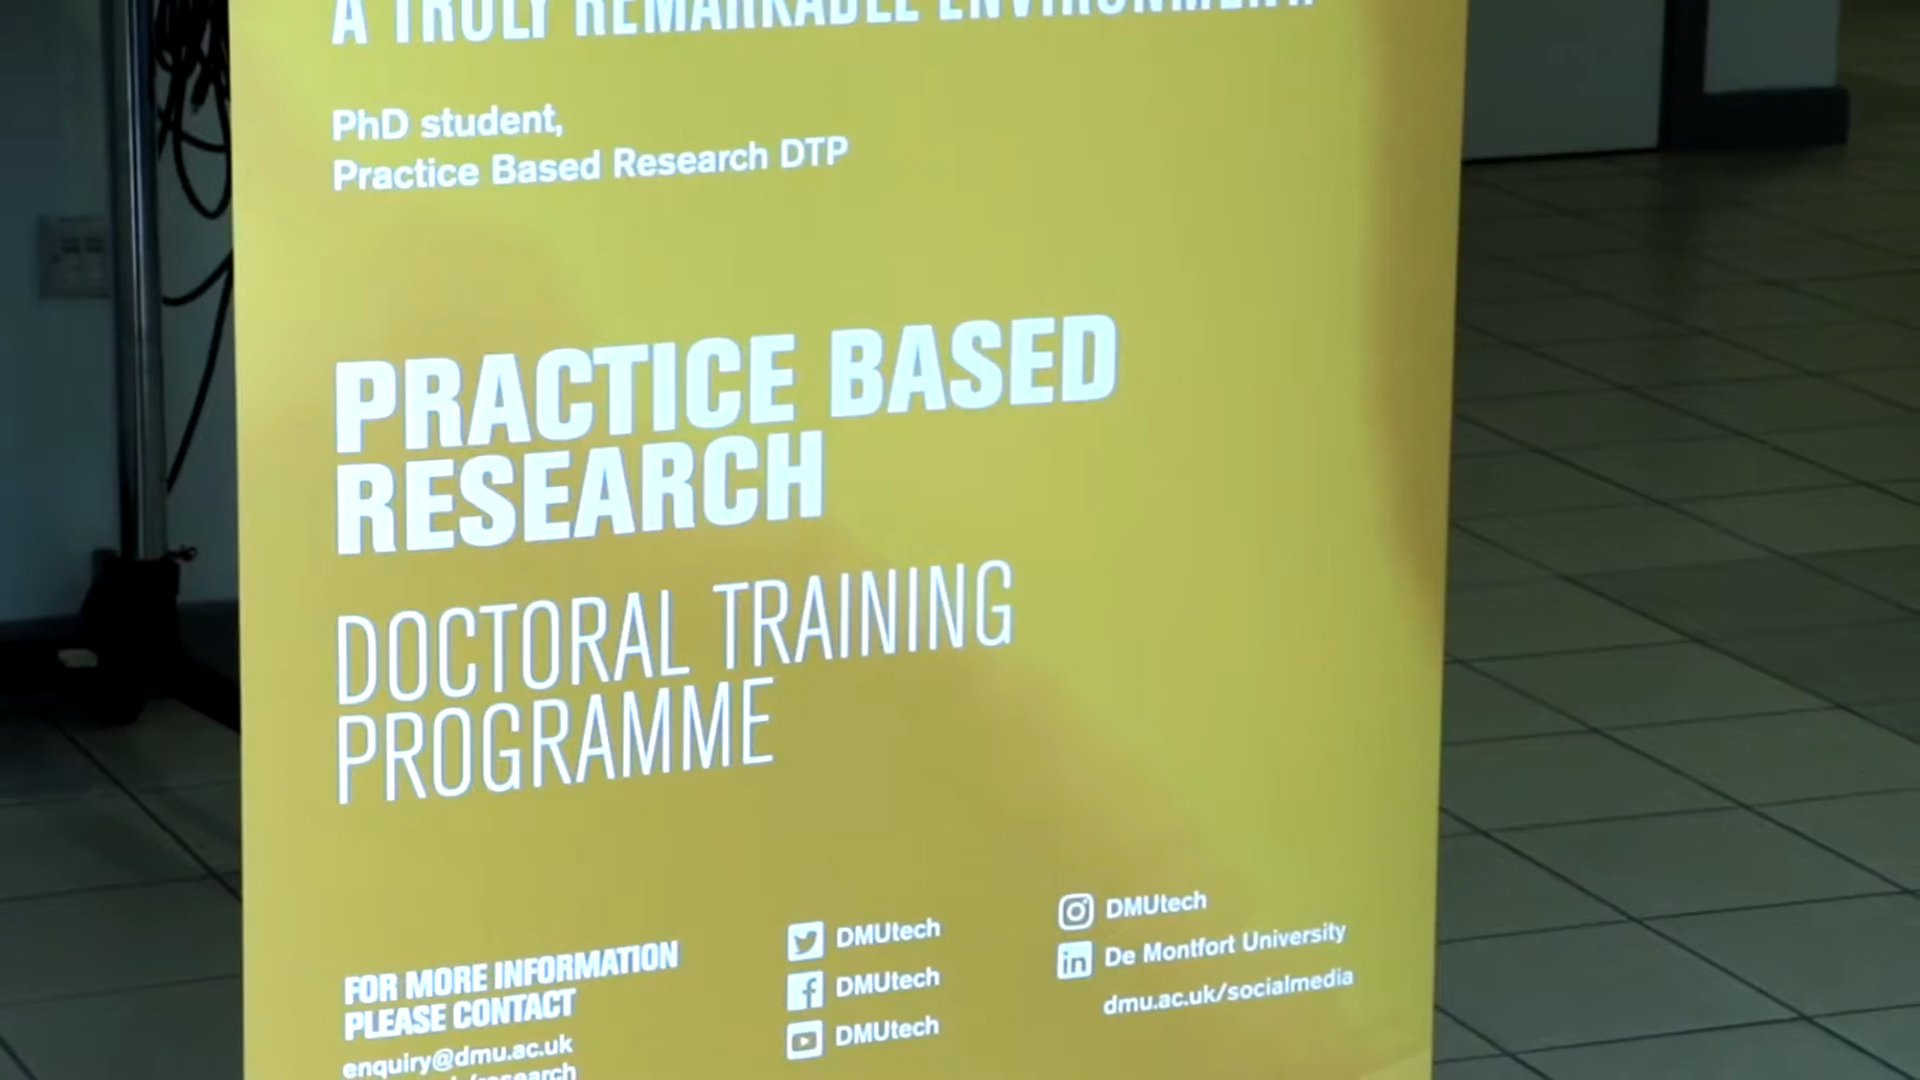 A TRULY REMARKABLE ENVIRONMENT.
PhD student,
Practice Based Research DTP
PRACTICE BASED
RESEARCH
DOCTORAL TRAINING
PROGRAMME
FOR MORE INFORMATION
PLEASE CONTACT
enquiry@dmu.ac.uk
DMUtech
DMUtech
DMUtech
DMUtech
De Montfort University
dmu.ac.uk/socialmedia